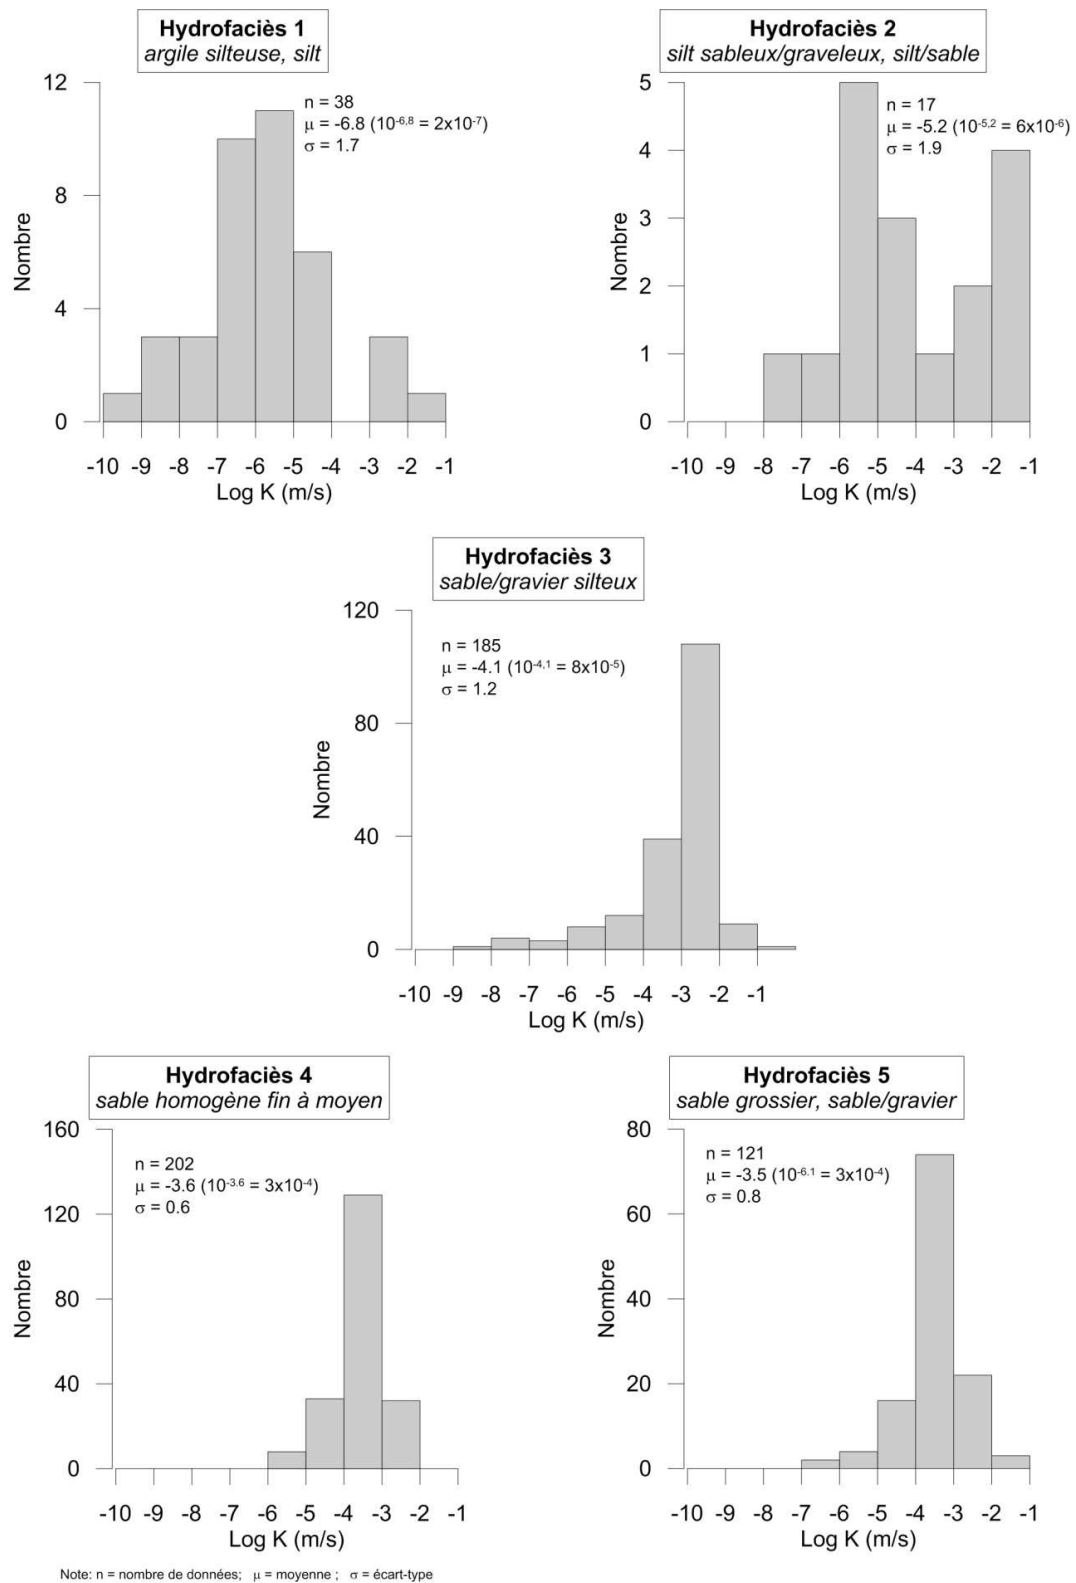 Hydrofaciès 1
argile silteuse, silt
n = 38
μ = -6.8 (10^-6,8 = 2x10^-7)
σ = 1.7
12
8
4
0
Nombre
-10 -9 -8 -7 -6 -5 -4 -3 -2 -1
Log K (m/s)
Hydrofaciès 2
silt sableux/graveleux, silt/sable
n = 17
μ = -5.2 (10^-5,2 = 6x10^-6)
σ = 1.9
5
4
3
2
1
0
Nombre
-10 -9 -8 -7 -6 -5 -4 -3 -2 -1
Log K (m/s)
Hydrofaciès 3
sable/gravier silteux
n = 185
μ = -4.1 (10^-4,1 = 8x10^-5)
σ = 1.2
120
80
40
0
Nombre
-10 -9 -8 -7 -6 -5 -4 -3 -2 -1
Log K (m/s)
Hydrofaciès 4
sable homogène fin à moyen
n = 202
μ = -3.6 (10^-3.6 = 3x10^-4)
σ = 0.6
160
120
80
40
0
Nombre
-10 -9 -8 -7 -6 -5 -4 -3 -2 -1
Log K (m/s)
Hydrofaciès 5
sable grossier, sable/gravier
n = 121
μ = -3.5 (10^-6.1 = 3x10^-4)
σ = 0.8
80
60
40
20
0
Nombre
-10 -9 -8 -7 -6 -5 -4 -3 -2 -1
Log K (m/s)
Note: n = nombre de données; μ = moyenne ; σ = écart-type